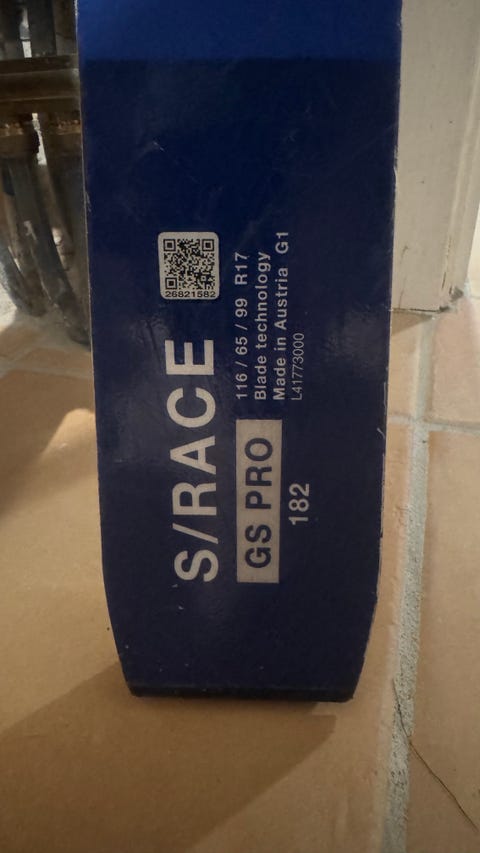 26821582
S/RACE
116 / 65 / 99 R17
Blade technology
Made in Austria G1
L41773000
GS PRO
182